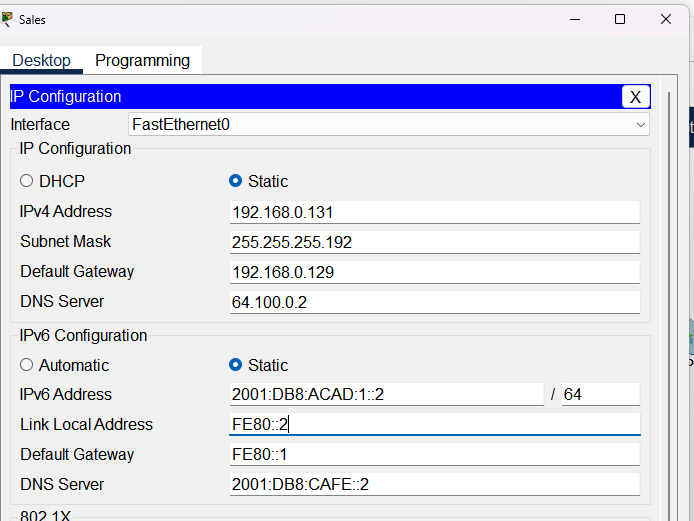 Sales
Desktop Programming
IP Configuration X
Interface FastEthernet0
IP Configuration
DHCP Static
IPv4 Address 192.168.0.131
Subnet Mask 255.255.255.192
Default Gateway 192.168.0.129
DNS Server 64.100.0.2
IPv6 Configuration
Automatic Static
IPv6 Address 2001:DB8:ACAD:1::2 / 64
Link Local Address FE80::2
Default Gateway FE80::1
DNS Server 2001:DB8:CAFE::2
802.1X